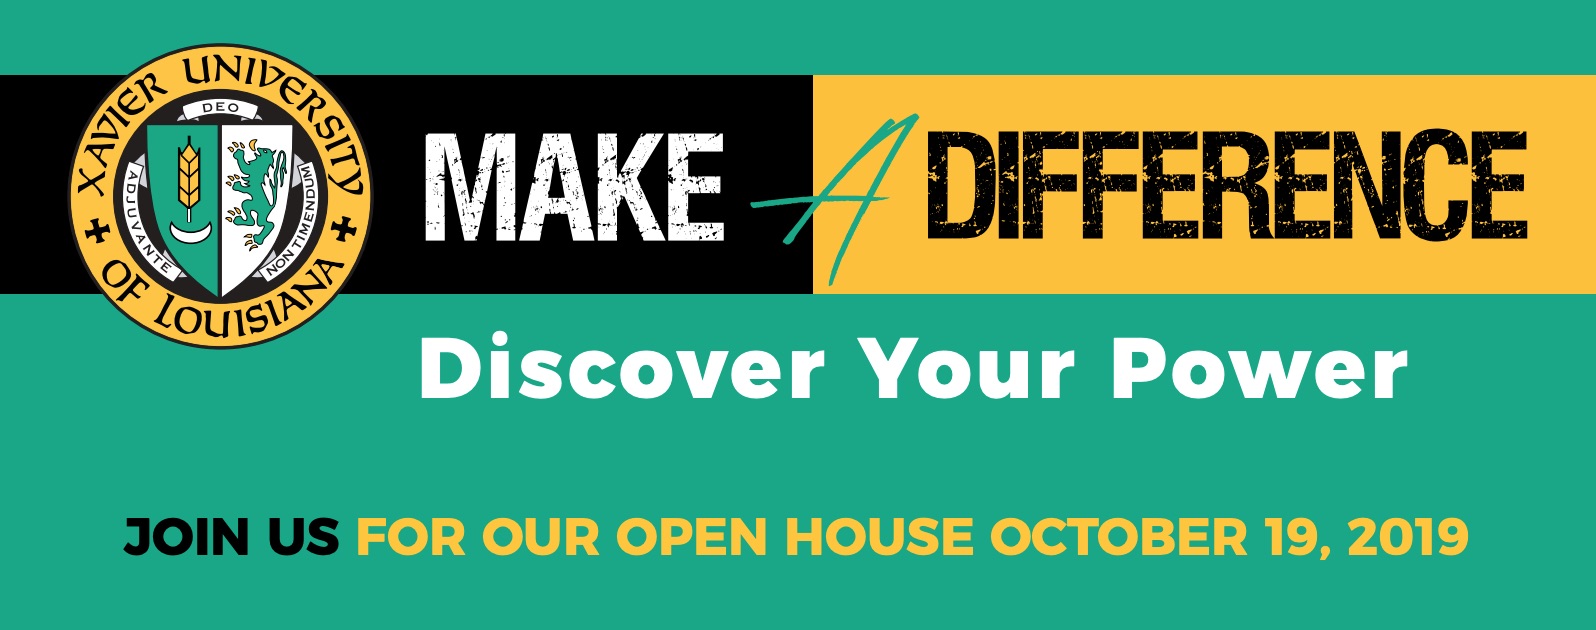 XAVIER UNIVERSITY
OF LOUISIANA
DEO
ADJUVANTE
NON TIMENDUM
MAKE A DIFFERENCE
Discover Your Power
JOIN US FOR OUR OPEN HOUSE OCTOBER 19, 2019